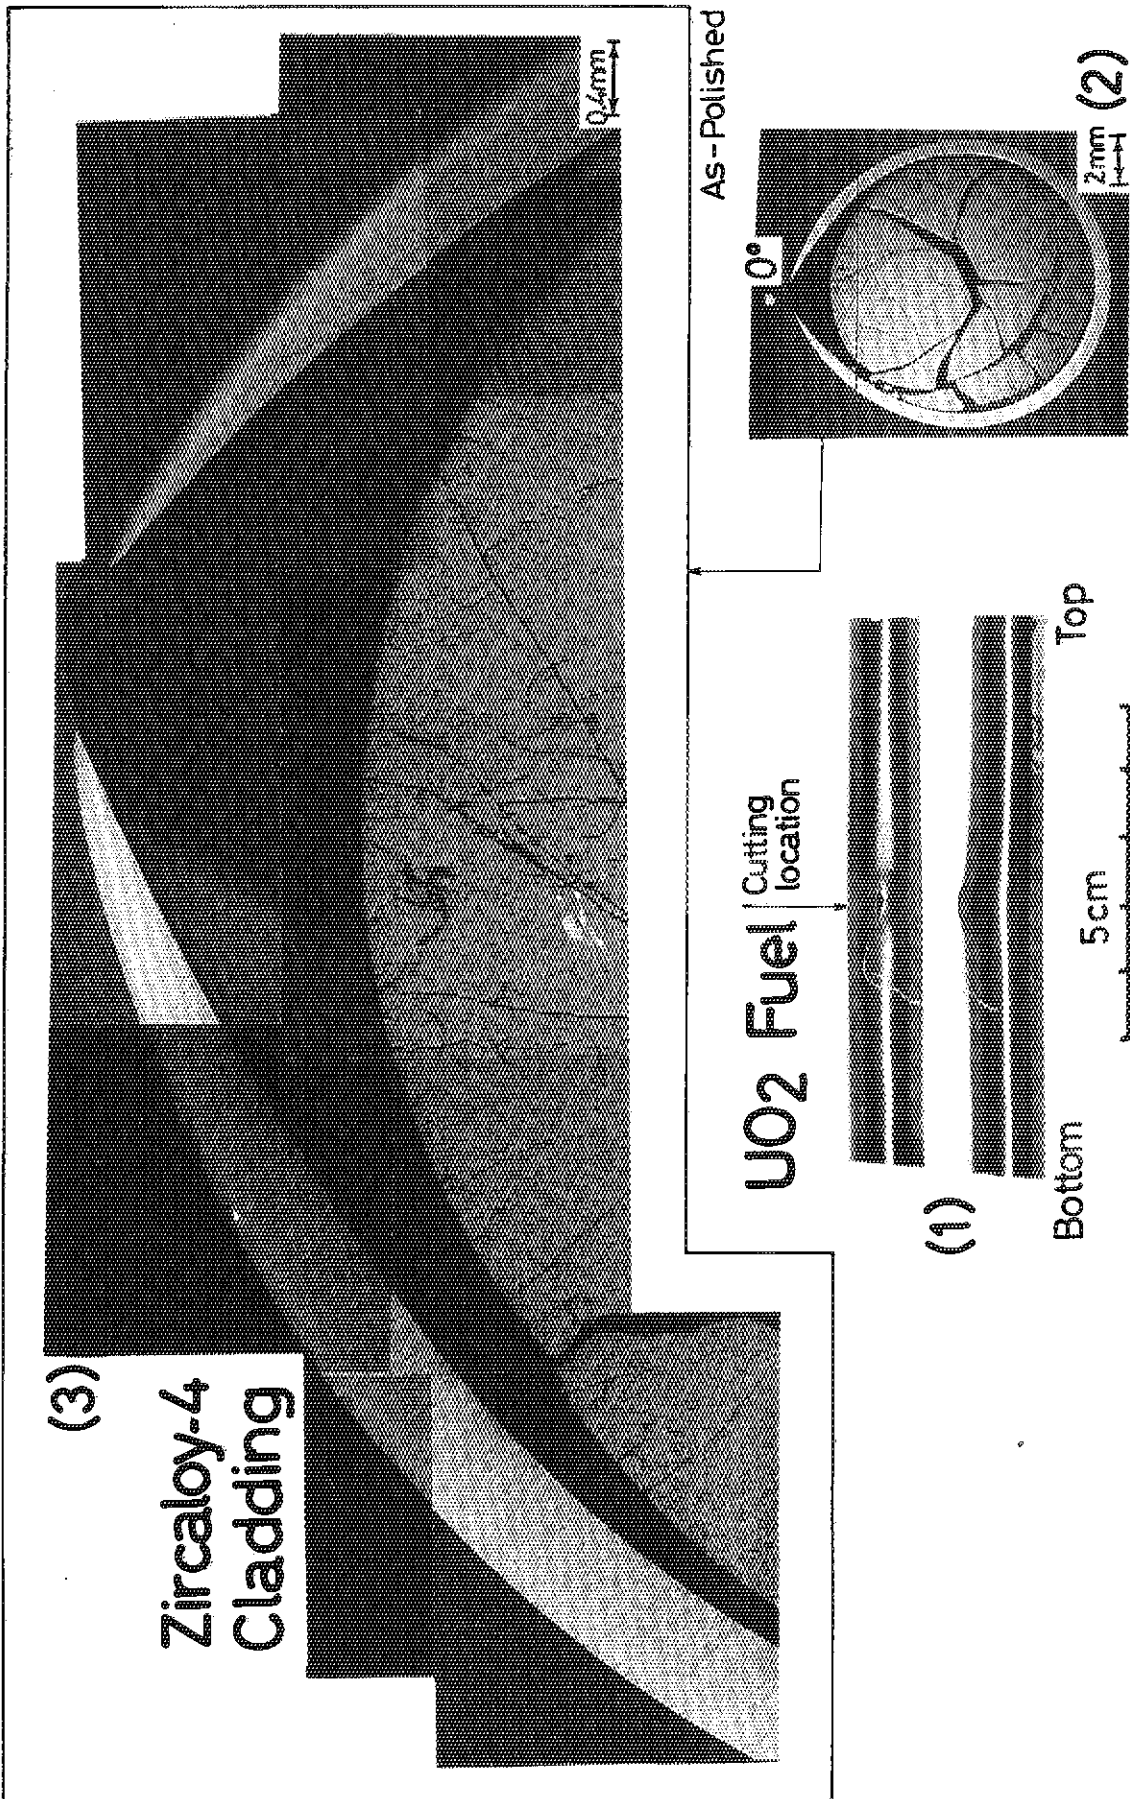 (3)
Zircaloy-4
Cladding
0.4mm
As-Polished
UO2 Fuel
Cutting
location
(1)
Bottom
Top
5cm
0°
2mm
(2)